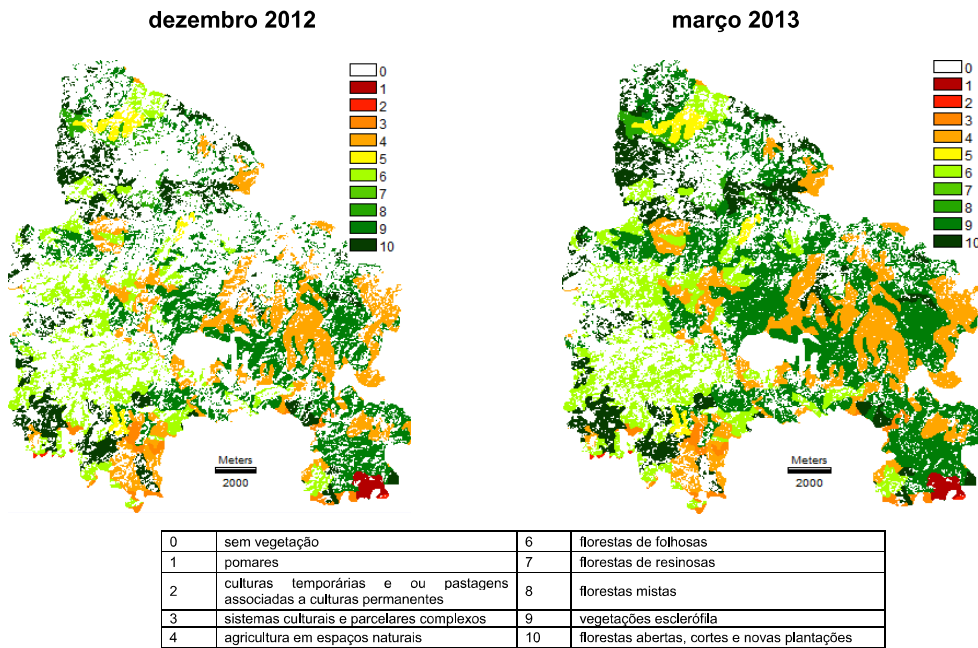 dezembro 2012
março 2013
0
1
2
3
4
5
6
7
8
9
10
0
1
2
3
4
5
6
7
8
9
10
Meters
2000
Meters
2000
0 sem vegetação 6 florestas de folhosas
1 pomares 7 florestas de resinosas
2 culturas temporárias e ou pastagens
associadas a culturas permanentes 8 florestas mistas
3 sistemas culturais e parcelares complexos 9 vegetações esclerófila
4 agricultura em espaços naturais 10 florestas abertas, cortes e novas plantações